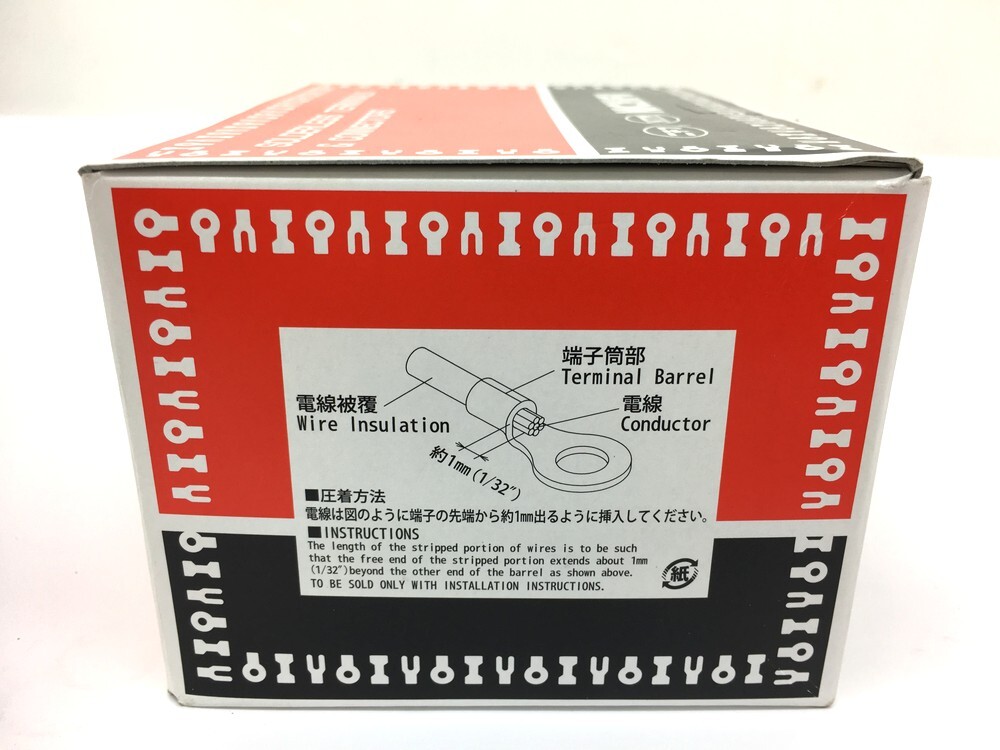 SOLDERLESS TERMINALS
& CONNECTORS
端子筒部
Terminal Barrel
電線被覆
Wire Insulation
電線
Conductor
約1mm(1/32")
■圧着方法
電線は図のように端子の先端から約1mm出るように挿入してください。
■INSTRUCTIONS
The length of the stripped portion of wires is to be such
that the free end of the stripped portion extends about 1mm
(1/32")beyond the other end of the barrel as shown above.
TO BE SOLD ONLY WITH INSTALLATION INSTRUCTIONS.
紙